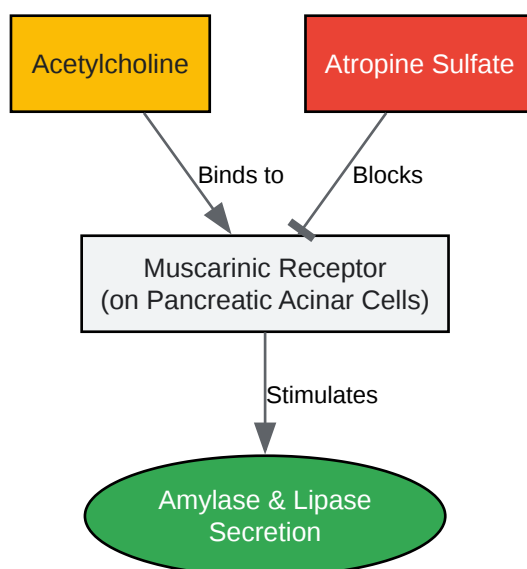 Acetylcholine
Atropine Sulfate
Binds to
Blocks
Muscarinic Receptor
(on Pancreatic Acinar Cells)
Stimulates
Amylase & Lipase
Secretion